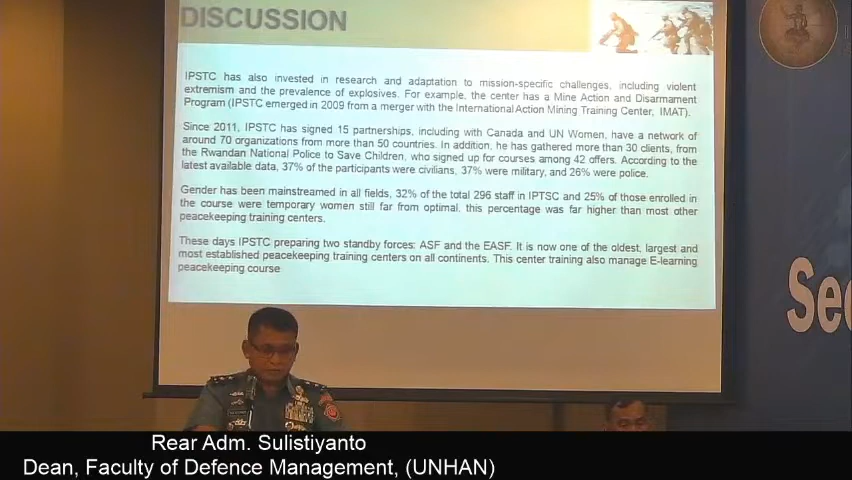 DISCUSSION
IPSTC has also invested in research and adaptation to mission-specific challenges, including violent
extremism and the prevalence of explosives. For example, the center has a Mine Action and Disarmament
Program (IPSTC emerged in 2009 from a merger with the International Action Mining Training Center, IMAT).
Since 2011, IPSTC has signed 15 partnerships, including with Canada and UN Women, have a network of
around 70 organizations from more than 50 countries. In addition, he has gathered more than 30 clients, from
the Rwandan National Police to Save Children, who signed up for courses among 42 offers. According to the
latest available data, 37% of the participants were civilians, 37% were military, and 26% were police.
Gender has been mainstreamed in all fields, 32% of the total 296 staff in IPTSC and 25% of those enrolled in
the course were temporary women still far from optimal, this percentage was far higher than most other
peacekeeping training centers.
These days IPSTC preparing two standby forces: ASF and the EASF. It is now one of the oldest, largest and
most established peacekeeping training centers on all continents. This center training also manage E-learning
peacekeeping course
Sec
Rear Adm. Sulistiyanto
Dean, Faculty of Defence Management, (UNHAN)